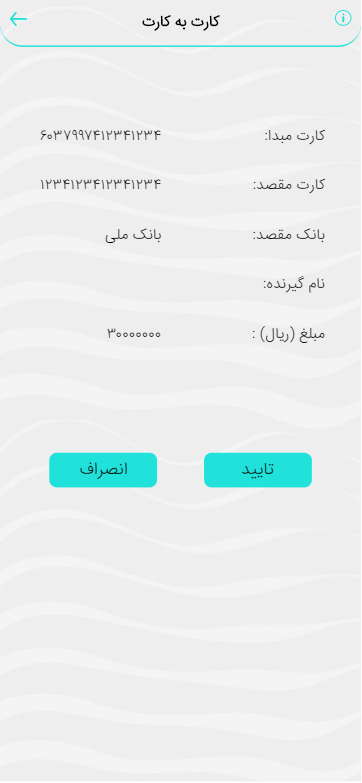 کارت به کارت
کارت مبدا: ۶۰۳۷۹۹۷۴۱۲۳۴۱۲۳۴
کارت مقصد: ۱۲۳۴۱۲۳۴۱۲۳۴۱۲۳۴
بانک مقصد: بانک ملی
نام گیرنده:
مبلغ (ریال) : ۳۰۰۰۰۰۰۰
تایید
انصراف